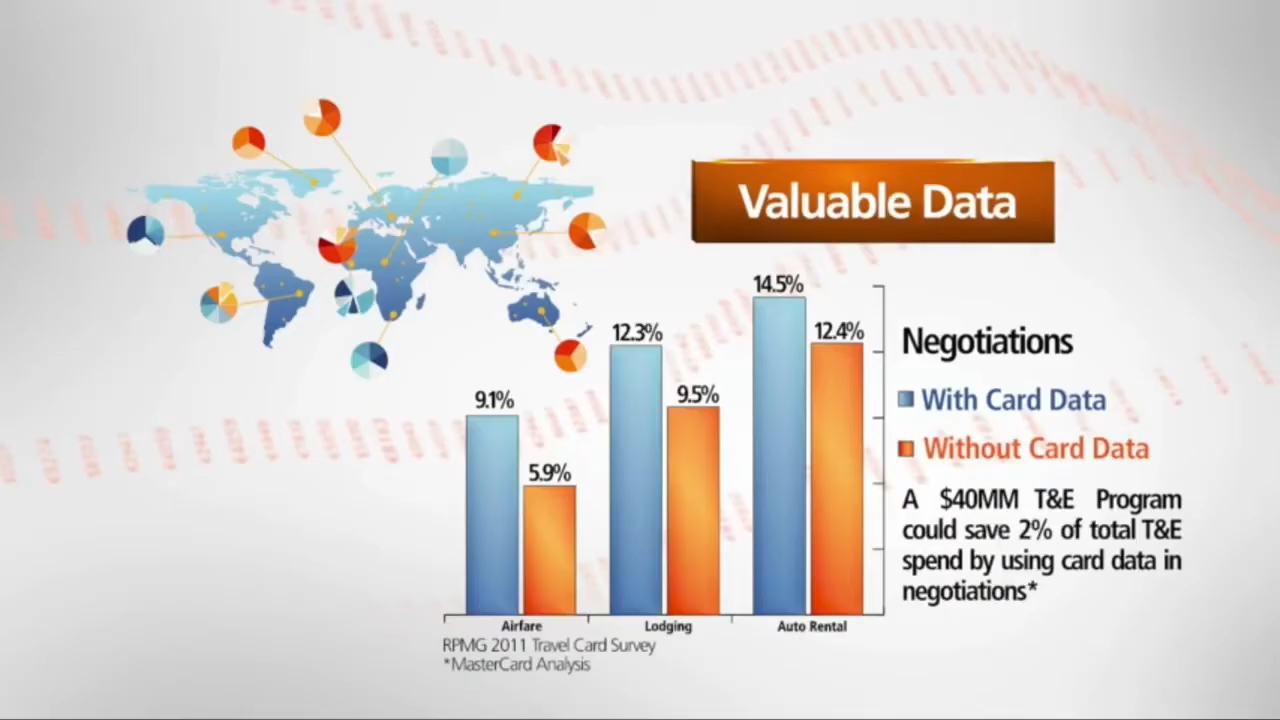 Valuable Data
14.5%
12.3%
12.4%
9.1%
9.5%
5.9%
Airfare
Lodging
Auto Rental
Negotiations
With Card Data
Without Card Data
A $40MM T&E Program
could save 2% of total T&E
spend by using card data in
negotiations*
RPMG 2011 Travel Card Survey
*MasterCard Analysis